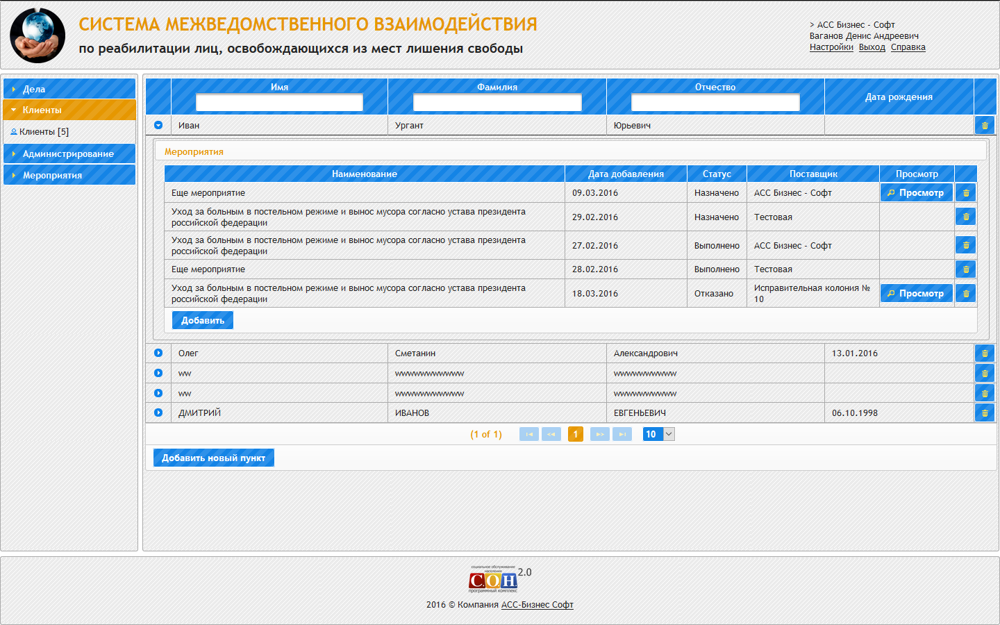 СИСТЕМА МЕЖВЕДОМСТВЕННОГО ВЗАИМОДЕЙСТВИЯ
по реабилитации лиц, освобождающихся из мест лишения свободы
> АСС Бизнес - Софт
Ваганов Денис Андреевич
Настройки Выход Справка
Дела
Клиенты
Клиенты [5]
Администрирование
Мероприятия
Имя Фамилия Отчество Дата рождения
Иван Ургант Юрьевич
Мероприятия
Наименование Дата добавления Статус Поставщик Просмотр
Еще мероприятие 09.03.2016 Назначено АСС Бизнес - Софт Просмотр
Уход за больным в постельном режиме и вынос мусора согласно устава президента
российской федерации 29.02.2016 Назначено Тестовая
Уход за больным в постельном режиме и вынос мусора согласно устава президента
российской федерации 27.02.2016 Выполнено АСС Бизнес - Софт
Еще мероприятие 28.02.2016 Выполнено Тестовая
Уход за больным в постельном режиме и вынос мусора согласно устава президента
российской федерации 18.03.2016 Отказано Исправительная колония №
10 Просмотр
Добавить
Олег Сметанин Александрович 13.01.2016
ww wwwwwwwwwww wwwwwwwwww
ww wwwwwwwwwww wwwwwwwwww
ДМИТРИЙ ИВАНОВ ЕВГЕНЬЕВИЧ 06.10.1998
(1 of 1) 1 10
Добавить новый пункт
социальное обслуживание
населения
С.О.Н 2.0
программный комплекс
2016 © Компания АСС-Бизнес Софт